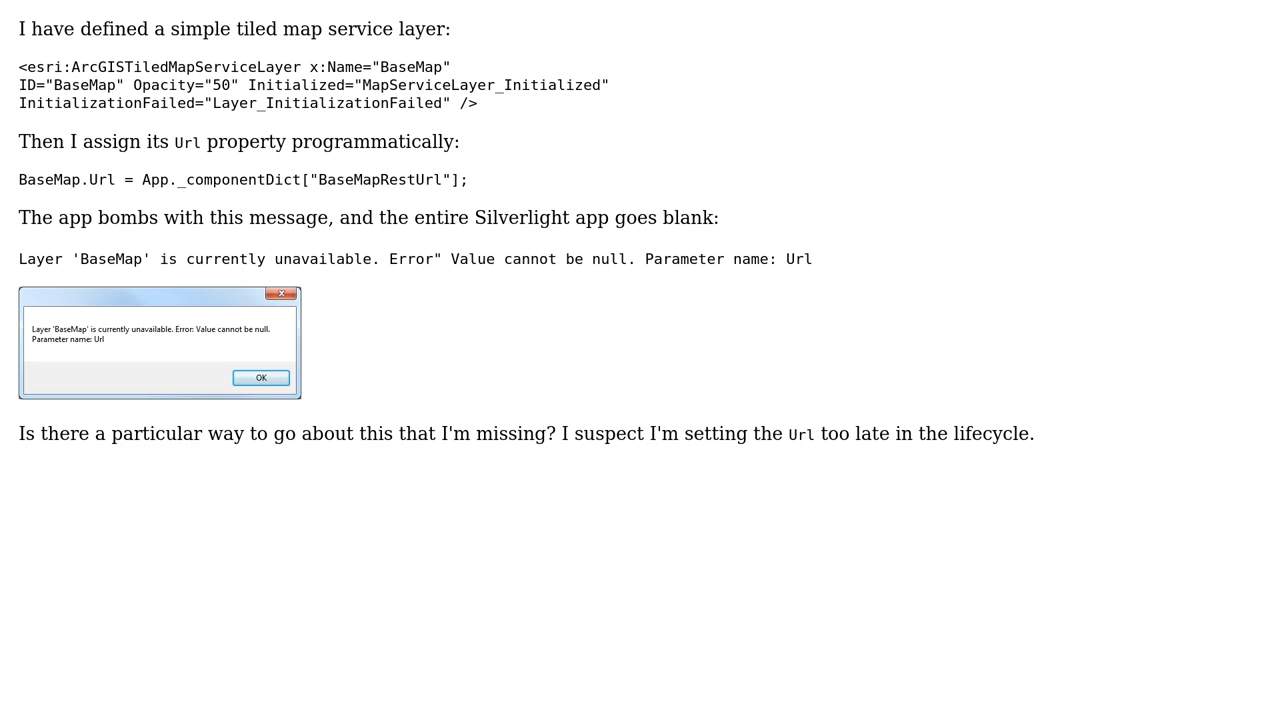 I have defined a simple tiled map service layer:
<esri:ArcGISTiledMapServiceLayer x:Name="BaseMap"
ID="BaseMap" Opacity="50" Initialized="MapServiceLayer_Initialized"
InitializationFailed="Layer_InitializationFailed" />
Then I assign its Url property programmatically:
BaseMap.Url = App._componentDict["BaseMapRestUrl"];
The app bombs with this message, and the entire Silverlight app goes blank:
Layer 'BaseMap' is currently unavailable. Error" Value cannot be null. Parameter name: Url
Layer 'BaseMap' is currently unavailable. Error: Value cannot be null.
Parameter name: Url
OK
Is there a particular way to go about this that I'm missing? I suspect I'm setting the Url too late in the lifecycle.